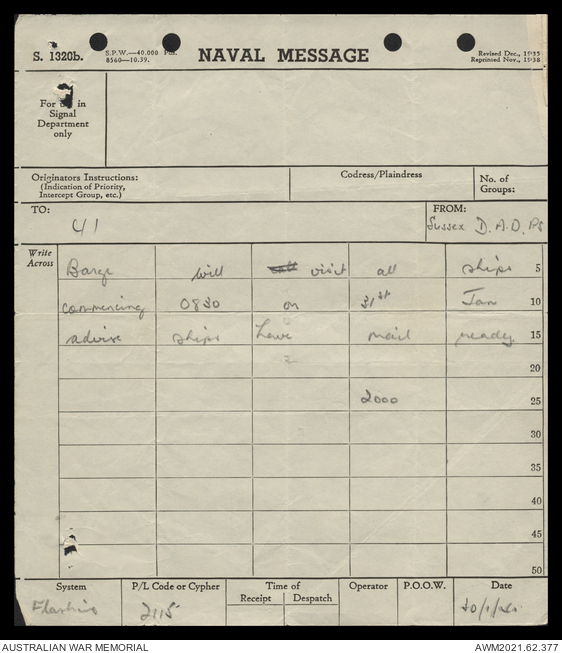 S. 1320b.
S.P.W.—40.000 Pds.
8560—10.39.
NAVAL MESSAGE
Revised Dec., 1935
Reprinted Nov., 1938
For use in
Signal
Department
only
Originators Instructions:
(Indication of Priority,
Intercept Group, etc.)
Codress/Plaindress
No. of
Groups:
TO:
41
FROM:
Sussex D.A.D.PS
Write
Across
Barge will visit all ships 5
commencing 0830 on 31st Jan 10
advise ships have mail ready 15
20
2000 25
30
35
40
45
50
System
P/L Code or Cypher
Time of
Receipt Despatch
Operator
P.O.O.W.
Date
Flashing
2115
AUSTRALIAN WAR MEMORIAL
AWM2021.62.377